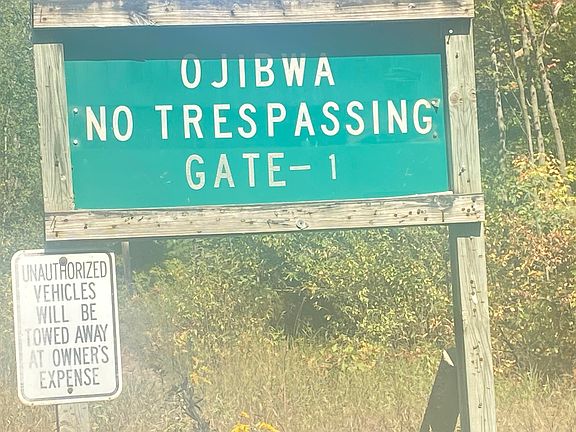 OJIBWA
NO TRESPASSING
GATE-1
UNAUTHORIZED
VEHICLES
WILL BE
TOWED AWAY
AT OWNER'S
EXPENSE